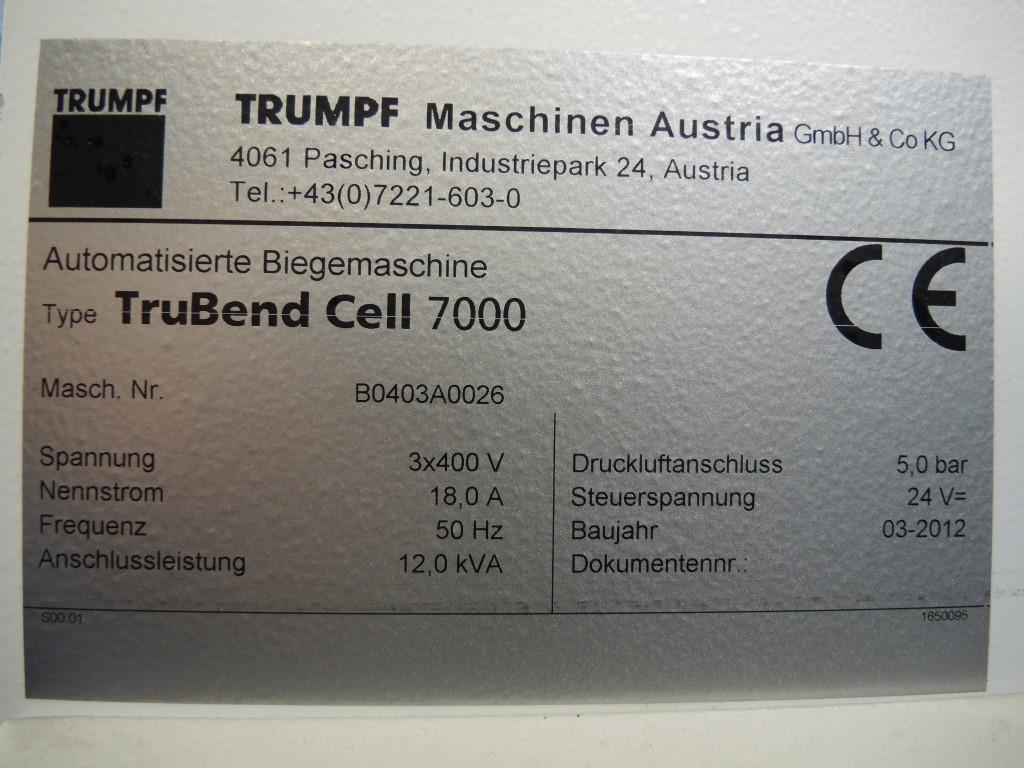 TRUMPF
TRUMPF Maschinen Austria GmbH & Co KG
4061 Pasching, Industriepark 24, Austria
Tel.:+43(0)7221-603-0
Automatisierte Biegemaschine
Type TruBend Cell 7000
CE
Masch. Nr. B0403A0026
Spannung 3x400 V
Nennstrom 18,0 A
Frequenz 50 Hz
Anschlussleistung 12,0 kVA
Druckluftanschluss 5,0 bar
Steuerspannung 24 V=
Baujahr 03-2012
Dokumentennr.:
S00.01
1650095